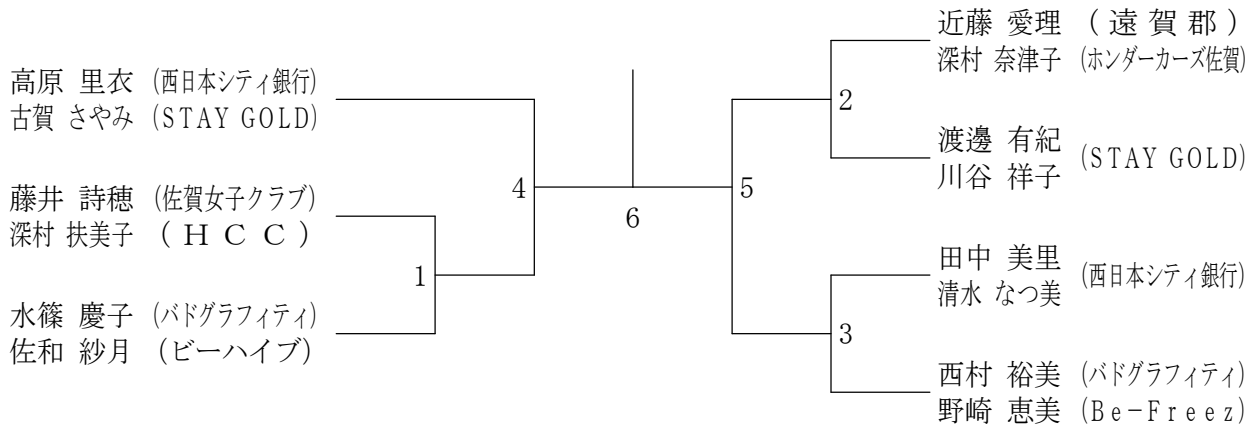 高原 里衣 (西日本シティ銀行)
古賀 さやみ (STAY GOLD)
藤井 詩穂 (佐賀女子クラブ)
深村 扶美子 (ＨＣＣ)
水篠 慶子 (バドグラフィティ)
佐和 紗月 (ビーハイブ)
1
4
6
5
2
3
近藤 愛理 (遠賀郡)
深村 奈津子 (ホンダーカーズ佐賀)
渡邊 有紀
川谷 祥子 (STAY GOLD)
田中 美里
清水 なつ美 (西日本シティ銀行)
西村 裕美 (バドグラフィティ)
野崎 恵美 (Be-Freez)